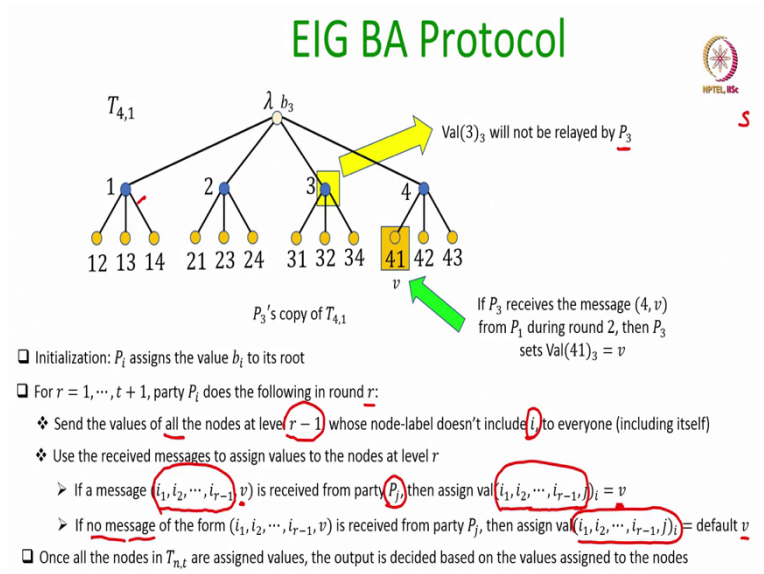 EIG BA Protocol
NPTEL, IISc
S
T₄,₁
λ b₃
Val(3)₃ will not be relayed by P₃
1 2 3 4
12 13 14 21 23 24 31 32 34 41 42 43
v
P₃'s copy of T₄,₁
If P₃ receives the message (4, v)
from P₁ during round 2, then P₃
sets Val(41)₃ = v
❑ Initialization: Pᵢ assigns the value bᵢ to its root
❑ For r = 1, ⋯, t + 1, party Pᵢ does the following in round r:
❖ Send the values of all the nodes at level r − 1, whose node-label doesn't include i, to everyone (including itself)
❖ Use the received messages to assign values to the nodes at level r
➢ If a message (i₁, i₂, ⋯, iᵣ₋₁, v) is received from party Pⱼ, then assign val(i₁, i₂, ⋯, iᵣ₋₁, j)ᵢ = v
➢ If no message of the form (i₁, i₂, ⋯, iᵣ₋₁, v) is received from party Pⱼ, then assign val(i₁, i₂, ⋯, iᵣ₋₁, j)ᵢ = default v
❑ Once all the nodes in Tₙ,ₜ are assigned values, the output is decided based on the values assigned to the nodes